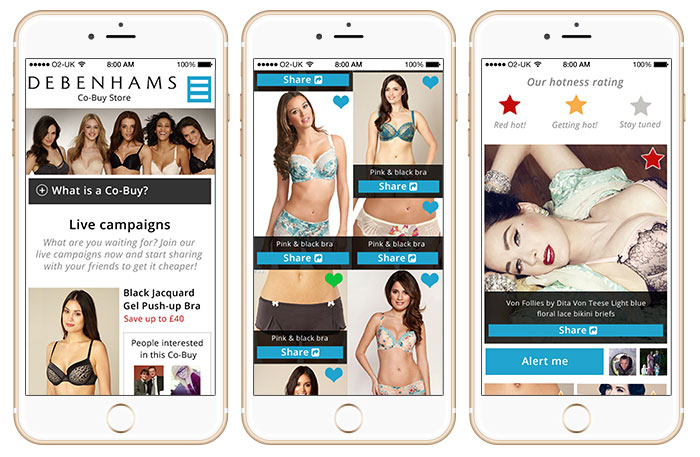 O2-UK 8:00 AM 100%
DEBENHAMS
Co-Buy Store
What is a Co-Buy?
Live campaigns
What are you waiting for? Join our
live campaigns now and start sharing
with your friends to get it cheaper!
Black Jacquard
Gel Push-up Bra
Save up to £40
People interested
in this Co-Buy
O2-UK 8:00 AM 100%
Share
Pink & black bra
Share
Pink & black bra
Share
Pink & black bra
Share
Pink & black bra
Share
O2-UK 8:00 AM 100%
Our hotness rating
Red hot!
Getting hot!
Stay tuned
Von Follies by Dita Von Teese Light blue
floral lace bikini briefs
Share
Alert me